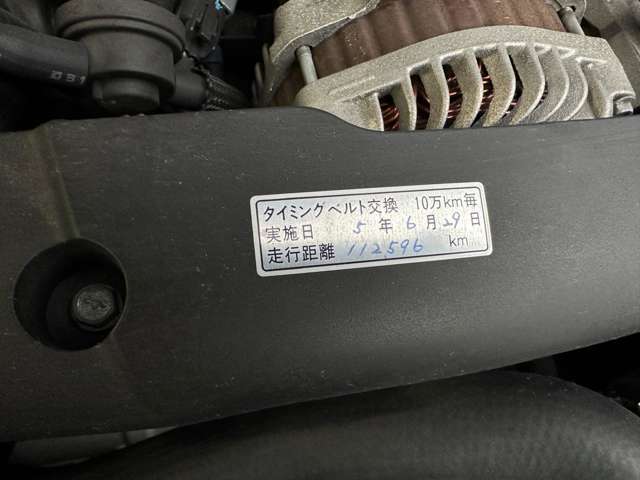 タイミングベルト交換 10万km毎
実施日 5 年 6 月 29 日
走行距離 112596 km